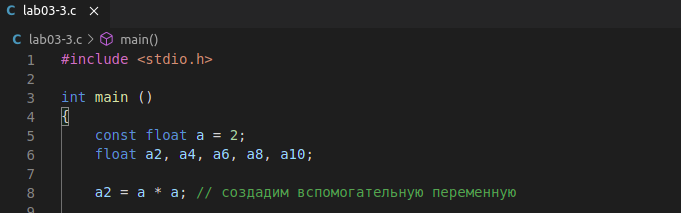 C lab03-3.c ×
C lab03-3.c > main()
1 #include <stdio.h>
2
3 int main ()
4 {
5 const float a = 2;
6 float a2, a4, a6, a8, a10;
7
8 a2 = a * a; // создадим вспомогательную переменную
9